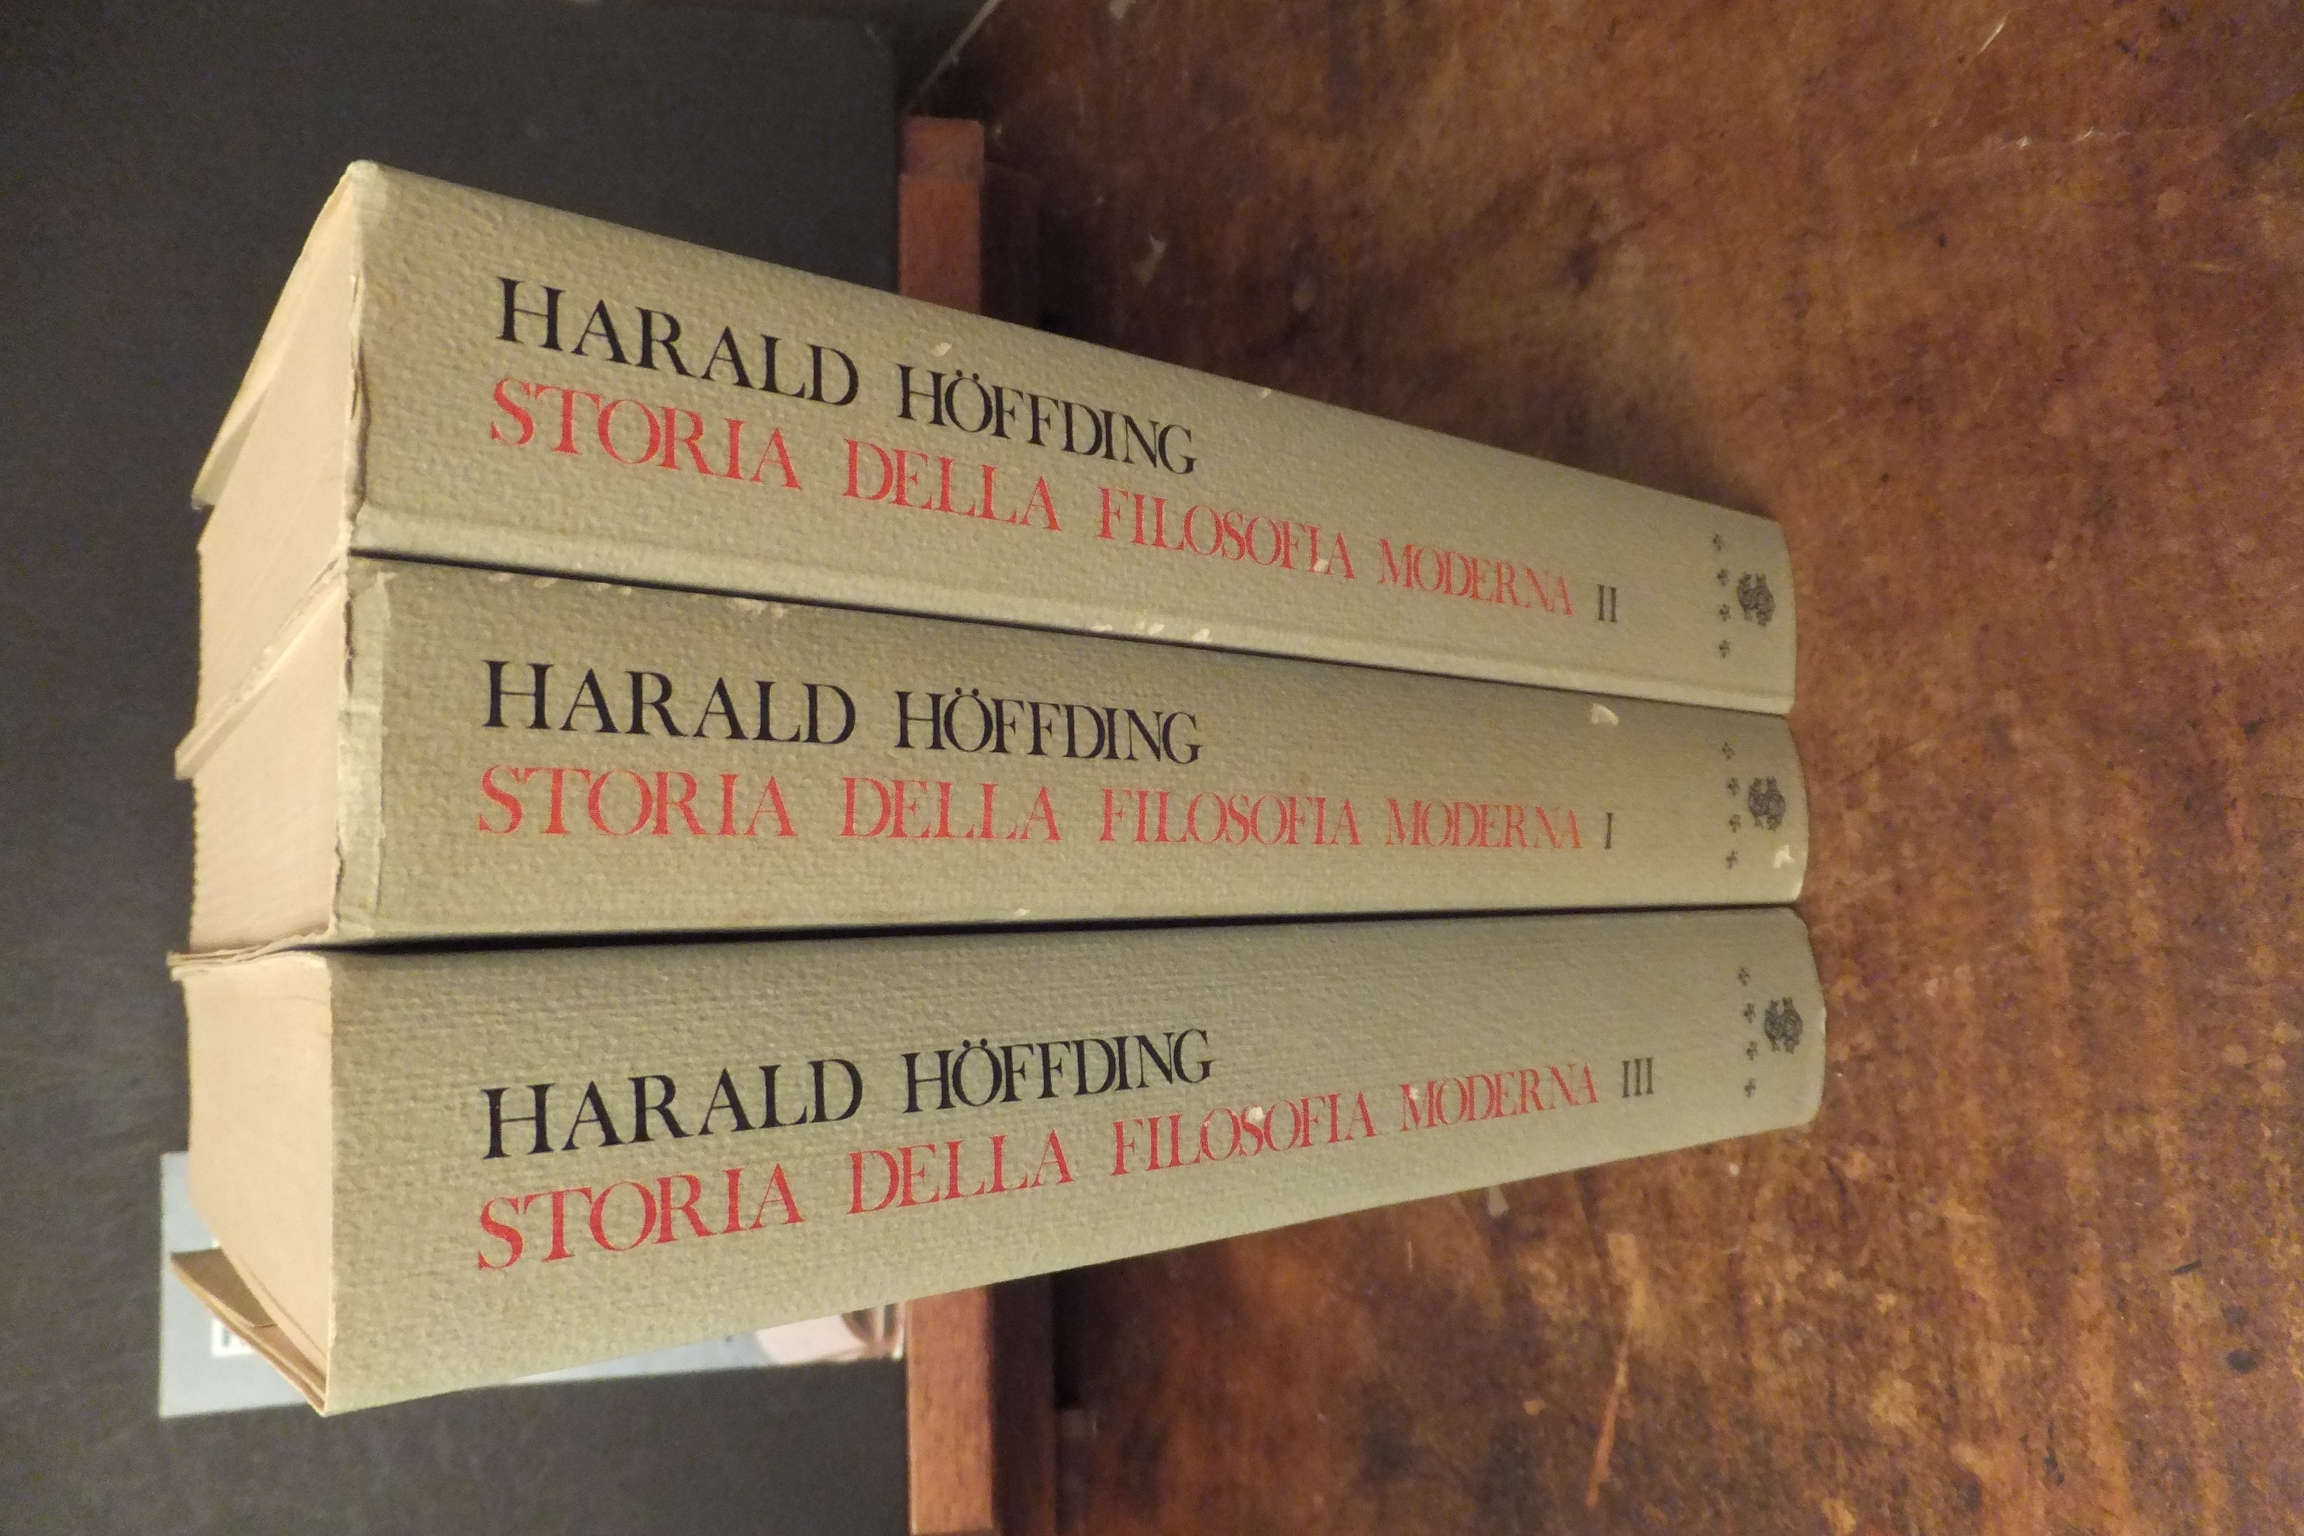 HARALD HÖFFDING
STORIA DELLA FILOSOFIA MODERNA II
HARALD HÖFFDING
STORIA DELLA FILOSOFIA MODERNA I
HARALD HÖFFDING
STORIA DELLA FILOSOFIA MODERNA III